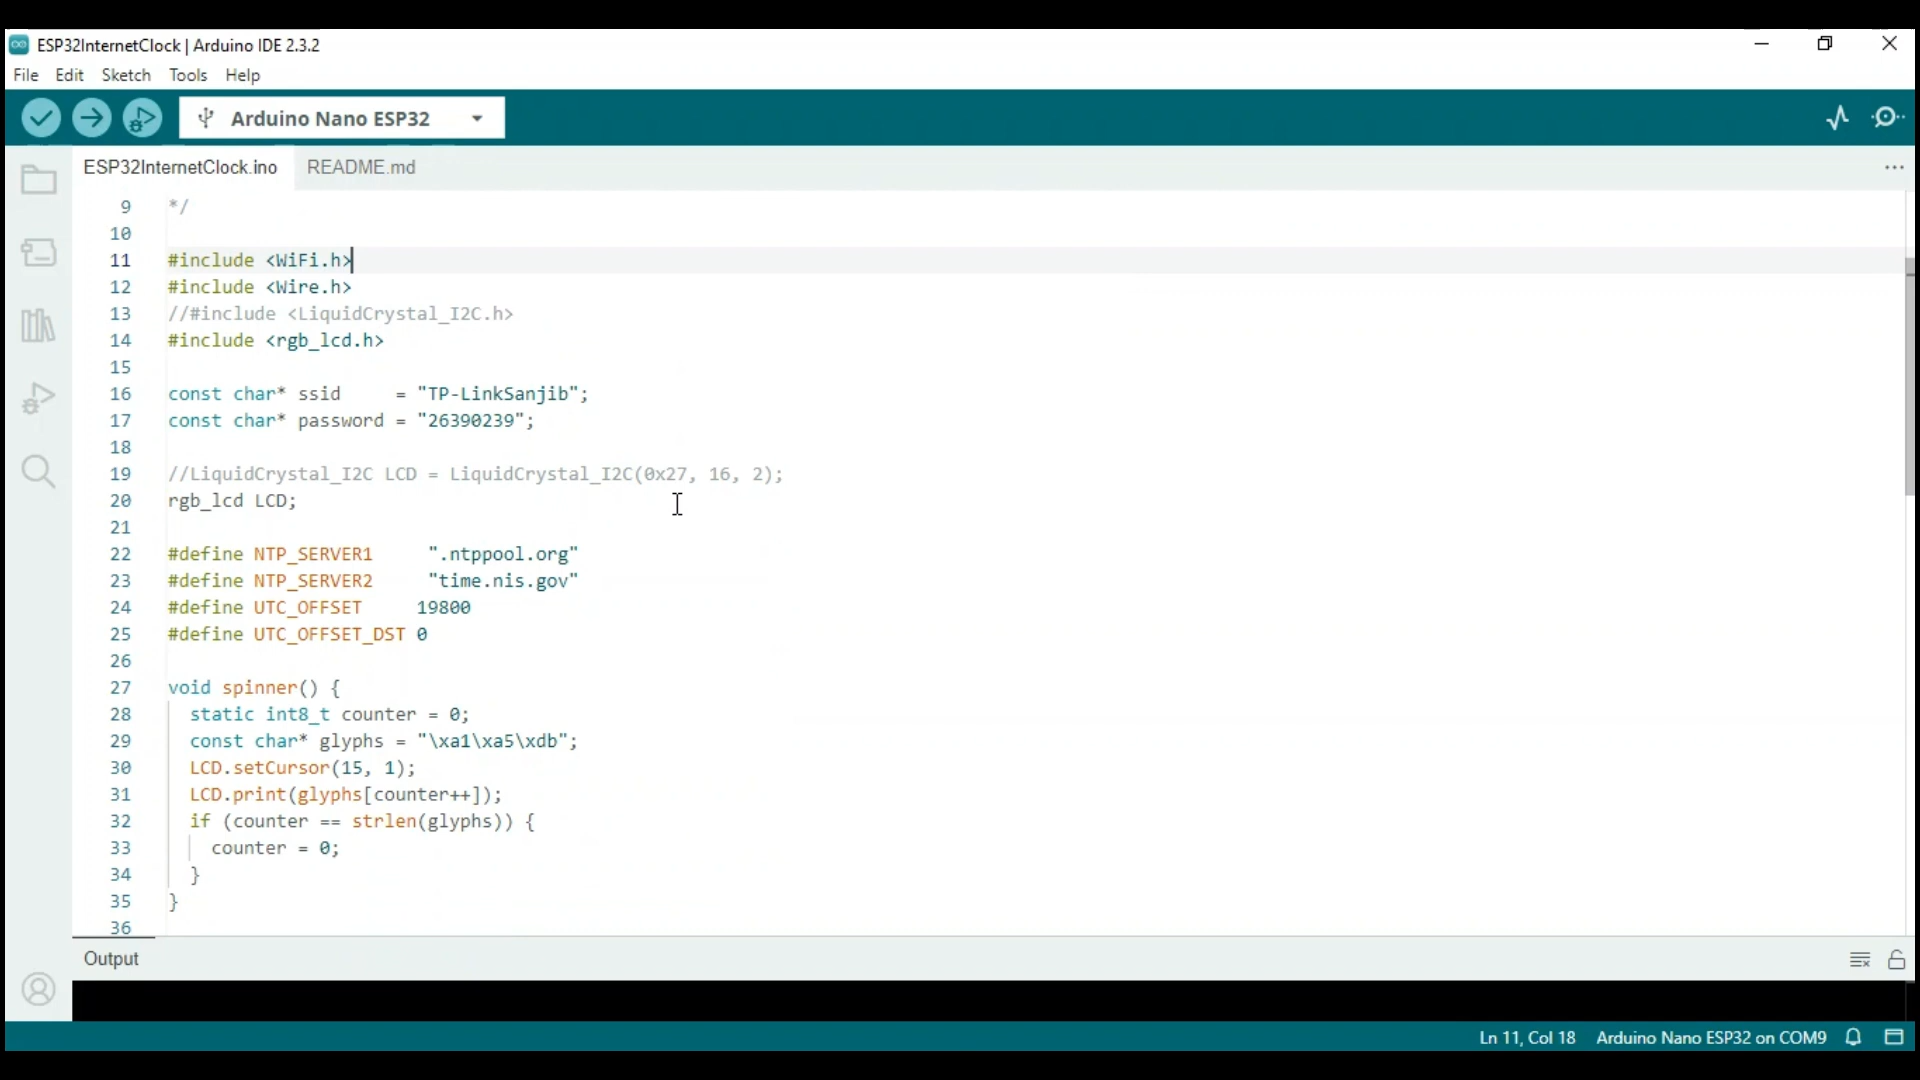 ESP32InternetClock | Arduino IDE 2.3.2
File Edit Sketch Tools Help
Arduino Nano ESP32
ESP32InternetClock.ino README.md
9 */
10
11 #include <WiFi.h>
12 #include <Wire.h>
13 //#include <LiquidCrystal_I2C.h>
14 #include <rgb_lcd.h>
15
16 const char* ssid     = "TP-LinkSanjib";
17 const char* password = "26390239";
18
19 //LiquidCrystal_I2C LCD = LiquidCrystal_I2C(0x27, 16, 2);
20 rgb_lcd LCD;
21
22 #define NTP_SERVER1     ".ntppool.org"
23 #define NTP_SERVER2     "time.nis.gov"
24 #define UTC_OFFSET     19800
25 #define UTC_OFFSET_DST 0
26
27 void spinner() {
28   static int8_t counter = 0;
29   const char* glyphs = "\xa1\xa5\xdb";
30   LCD.setCursor(15, 1);
31   LCD.print(glyphs[counter++]);
32   if (counter == strlen(glyphs)) {
33     counter = 0;
34   }
35 }
36
Output
Ln 11, Col 18 Arduino Nano ESP32 on COM9